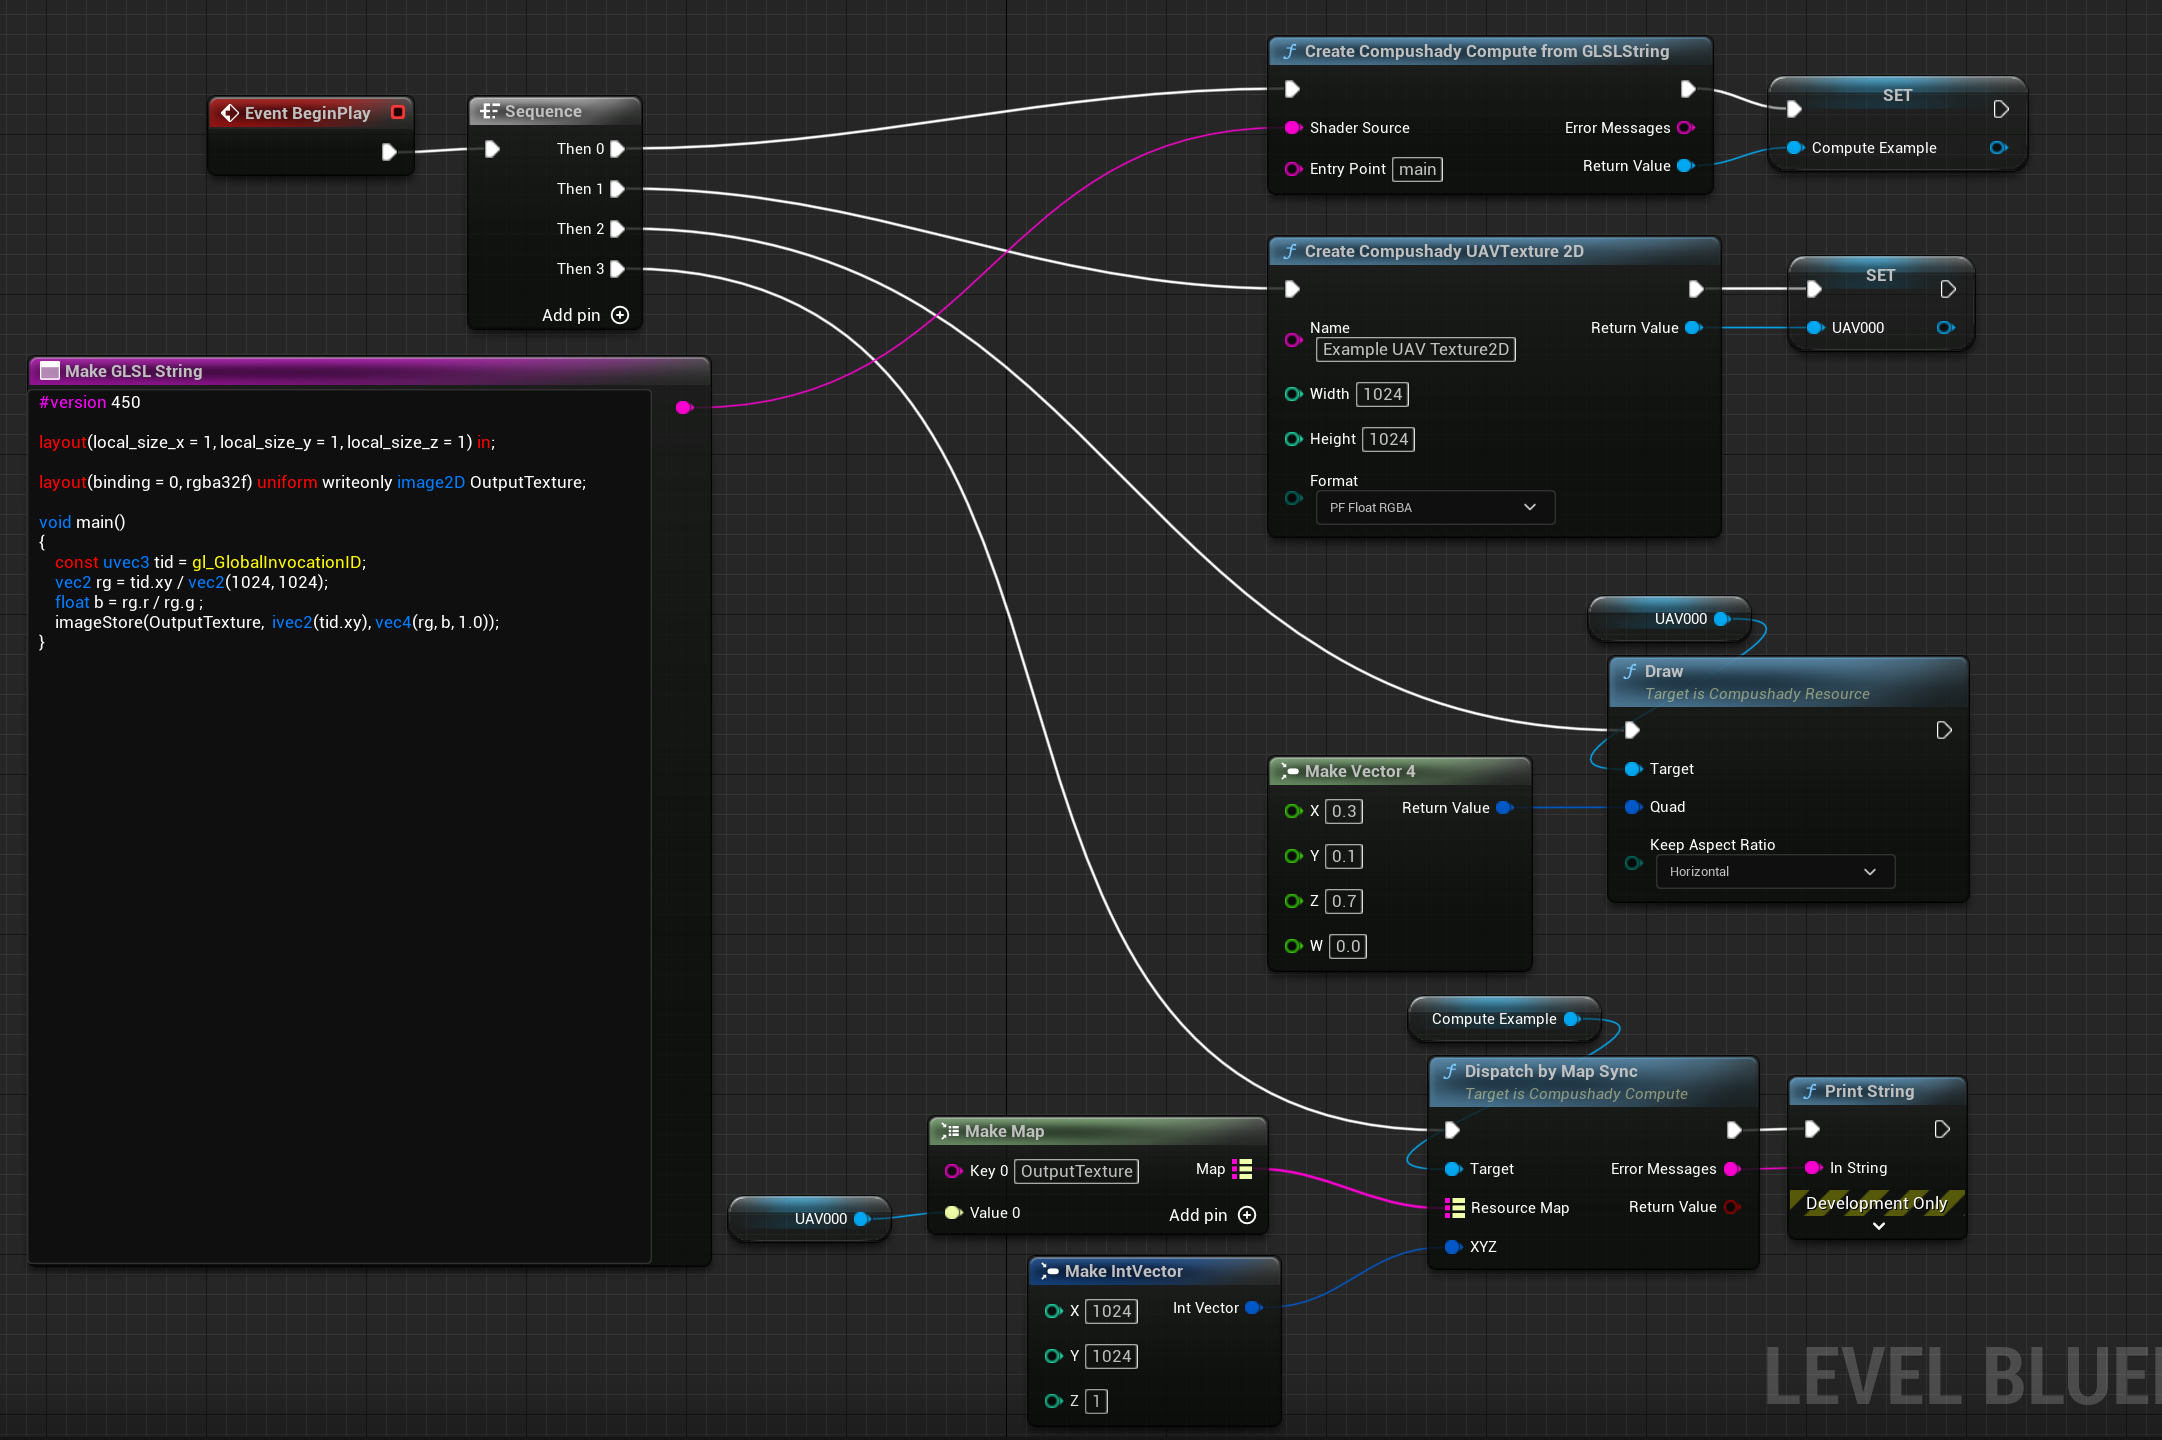 Event BeginPlay
Sequence
Then 0
Then 1
Then 2
Then 3
Add pin
Create Compushady Compute from GLSLString
Shader Source
Error Messages
Entry Point main
Return Value
SET
Compute Example
Create Compushady UAVTexture 2D
Name
Example UAV Texture2D
Return Value
Width 1024
Height 1024
Format
PF Float RGBA
SET
UAV000
Make GLSL String
#version 450
layout(local_size_x = 1, local_size_y = 1, local_size_z = 1) in;
layout(binding = 0, rgba32f) uniform writeonly image2D OutputTexture;
void main()
{
const uvec3 tid = gl_GlobalInvocationID;
vec2 rg = tid.xy / vec2(1024, 1024);
float b = rg.r / rg.g ;
imageStore(OutputTexture, ivec2(tid.xy), vec4(rg, b, 1.0));
}
UAV000
Draw
Target is Compushady Resource
Target
Quad
Keep Aspect Ratio
Horizontal
Make Vector 4
X 0.3
Return Value
Y 0.1
Z 0.7
W 0.0
Compute Example
Dispatch by Map Sync
Target is Compushady Compute
Target
Error Messages
Resource Map
Return Value
XYZ
Print String
In String
Development Only
Make Map
Key 0 OutputTexture
Map
Value 0
Add pin
UAV000
Make IntVector
X 1024
Int Vector
Y 1024
Z 1
LEVEL BLUE